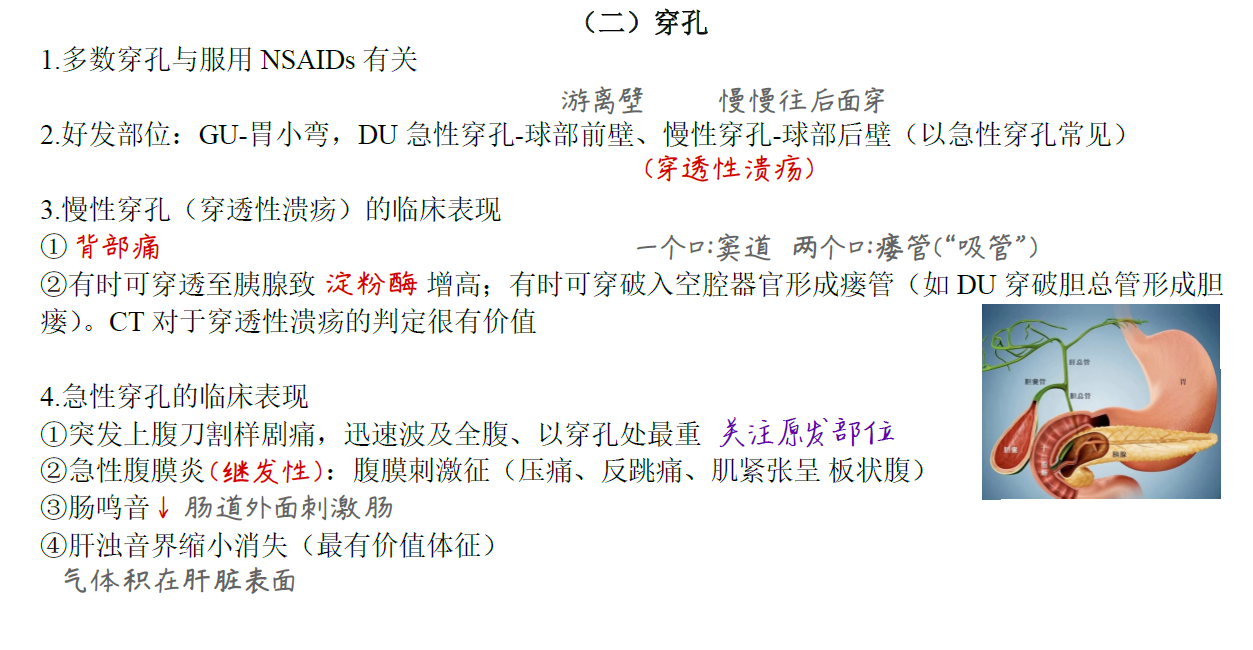 （二）穿孔
1.多数穿孔与服用 NSAIDs 有关
游离壁 慢慢往后面穿
2.好发部位：GU-胃小弯，DU 急性穿孔-球部前壁、慢性穿孔-球部后壁（以急性穿孔常见）
(穿透性溃疡)
3.慢性穿孔（穿透性溃疡）的临床表现
①背部痛
一个口:窦道 两个口:瘘管(“吸管”)
②有时可穿透至胰腺致 淀粉酶 增高；有时可穿破入空腔器官形成瘘管（如 DU 穿破胆总管形成胆
瘘）。CT 对于穿透性溃疡的判定很有价值
肝总管
胆囊管
胃
胆总管
胆囊
胰腺
4.急性穿孔的临床表现
①突发上腹刀割样剧痛，迅速波及全腹、以穿孔处最重 关注原发部位
②急性腹膜炎(继发性)：腹膜刺激征（压痛、反跳痛、肌紧张呈 板状腹）
③肠鸣音↓ 肠道外面刺激肠
④肝浊音界缩小消失（最有价值体征）
气体积在肝脏表面